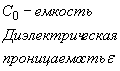 C₀ − емкость
Диэлектрическая
проницаемость ε